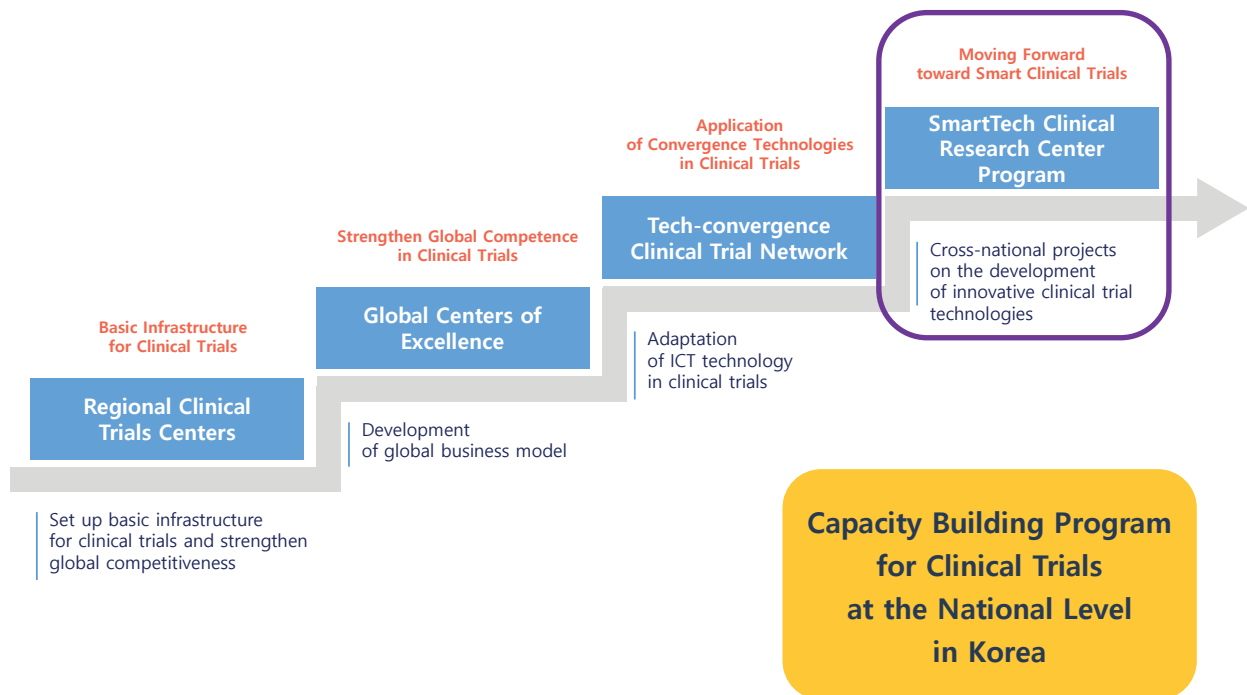 Moving Forward
toward Smart Clinical Trials
SmartTech Clinical
Research Center
Program
Cross-national projects
on the development
of innovative clinical trial
technologies
Application
of Convergence Technologies
in Clinical Trials
Tech-convergence
Clinical Trial Network
Adaptation
of ICT technology
in clinical trials
Strengthen Global Competence
in Clinical Trials
Global Centers of
Excellence
Development
of global business model
Basic Infrastructure
for Clinical Trials
Regional Clinical
Trials Centers
Set up basic infrastructure
for clinical trials and strengthen
global competitiveness
Capacity Building Program
for Clinical Trials
at the National Level
in Korea